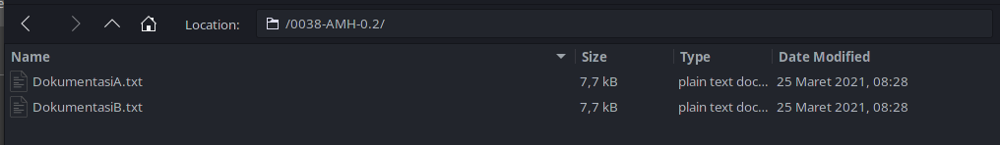 Location: /0038-AMH-0.2/
Name Size Type Date Modified
DokumentasiA.txt 7,7 kB plain text doc... 25 Maret 2021, 08:28
DokumentasiB.txt 7,7 kB plain text doc... 25 Maret 2021, 08:28